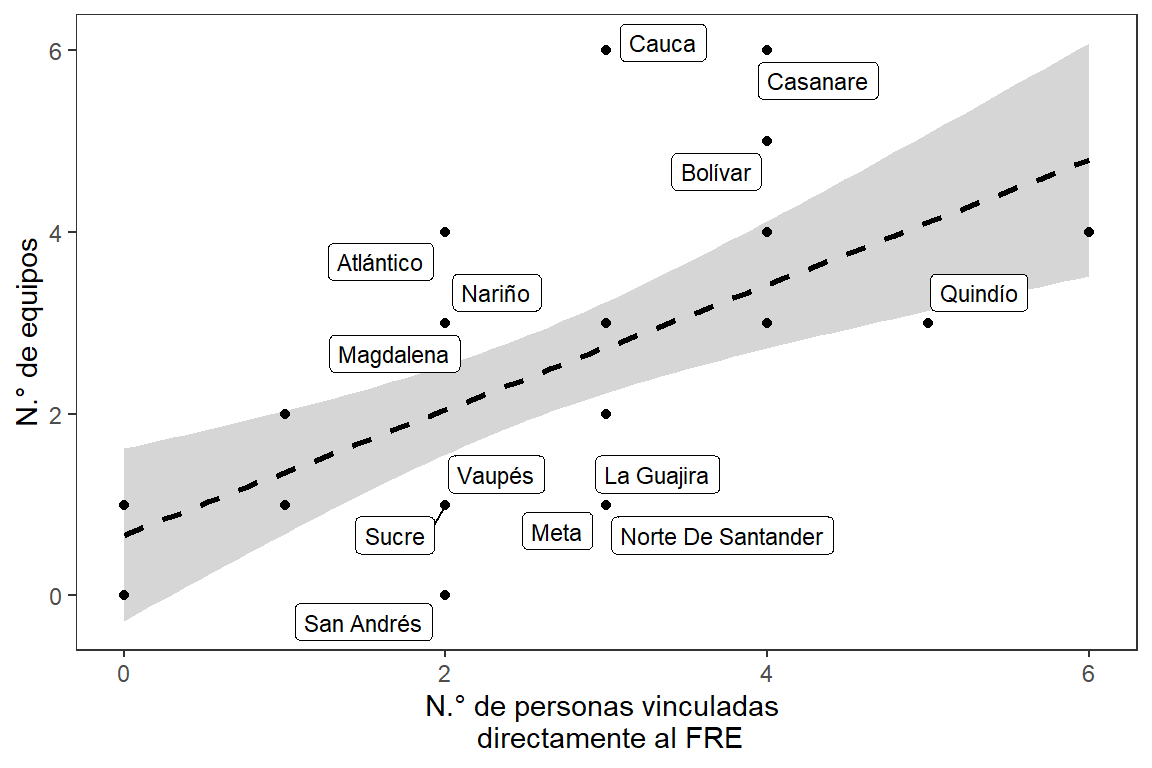 6
4
2
0
N.° de equipos
Cauca
Casanare
Bolívar
Atlántico
Nariño
Quindío
Magdalena
Vaupés
La Guajira
Sucre
Meta
Norte De Santander
San Andrés
0
2
4
6
N.° de personas vinculadas
directamente al FRE